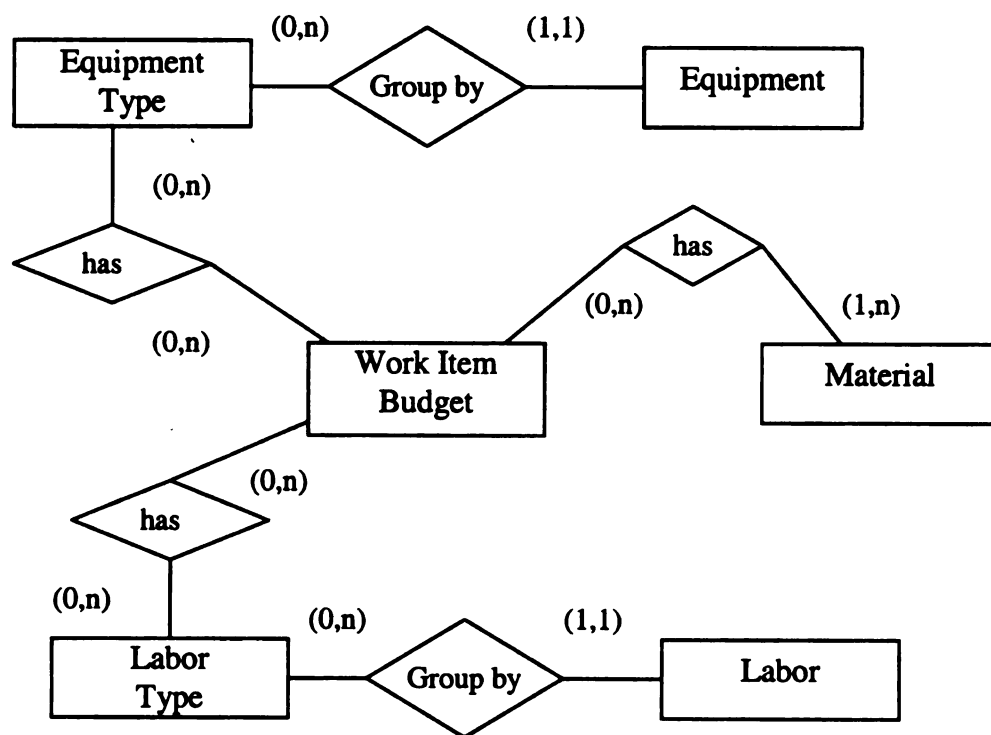 (0,n)
(1,1)
Equipment
Type
Group by
Equipment
(0,n)
has
has
(0,n)
(0,n)
(1,n)
Work Item
Budget
Material
(0,n)
has
(0,n)
(0,n)
(1,1)
Labor
Type
Group by
Labor